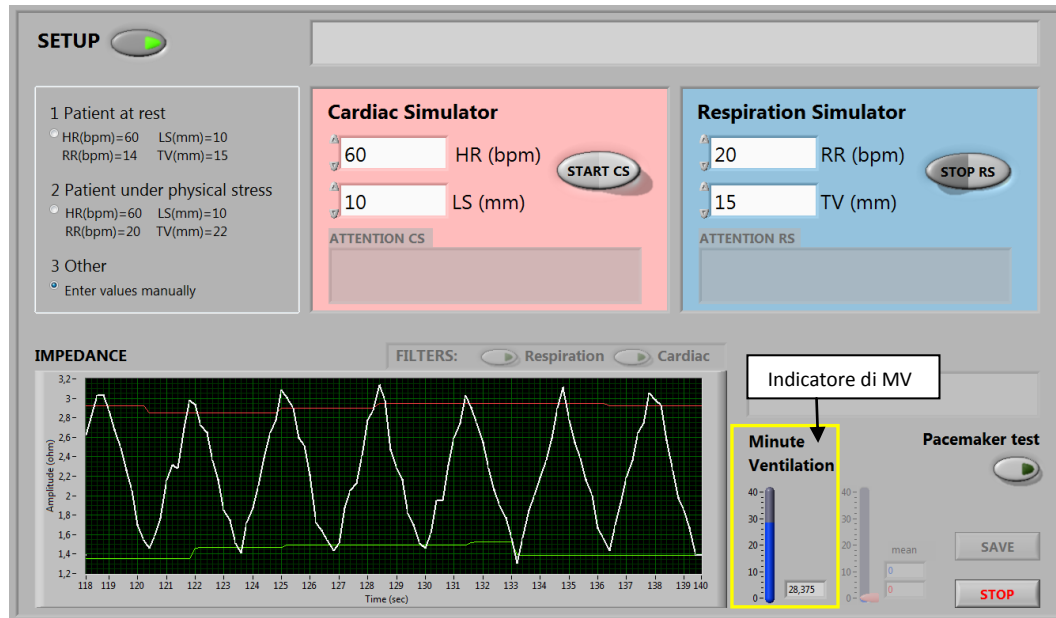 SETUP
1 Patient at rest
HR(bpm)=60 LS(mm)=10
RR(bpm)=14 TV(mm)=15
2 Patient under physical stress
HR(bpm)=60 LS(mm)=10
RR(bpm)=20 TV(mm)=22
3 Other
Enter values manually
Cardiac Simulator
60 HR (bpm)
START CS
10 LS (mm)
ATTENTION CS
Respiration Simulator
20 RR (bpm)
STOP RS
15 TV (mm)
ATTENTION RS
IMPEDANCE
FILTERS: Respiration Cardiac
Amplitude (ohm)
3,2-
3-
2,8-
2,6-
2,4-
2,2-
2-
1,8-
1,6-
1,4-
1,2-
118 119 120 121 122 123 124 125 126 127 128 129 130 131 132 133 134 135 136 137 138 139 140
Time (sec)
Indicatore di MV
Minute
Ventilation
40-
30-
20-
10-
0-
28,375
40-
30-
20-
10-
0-
mean
0
0
Pacemaker test
SAVE
STOP